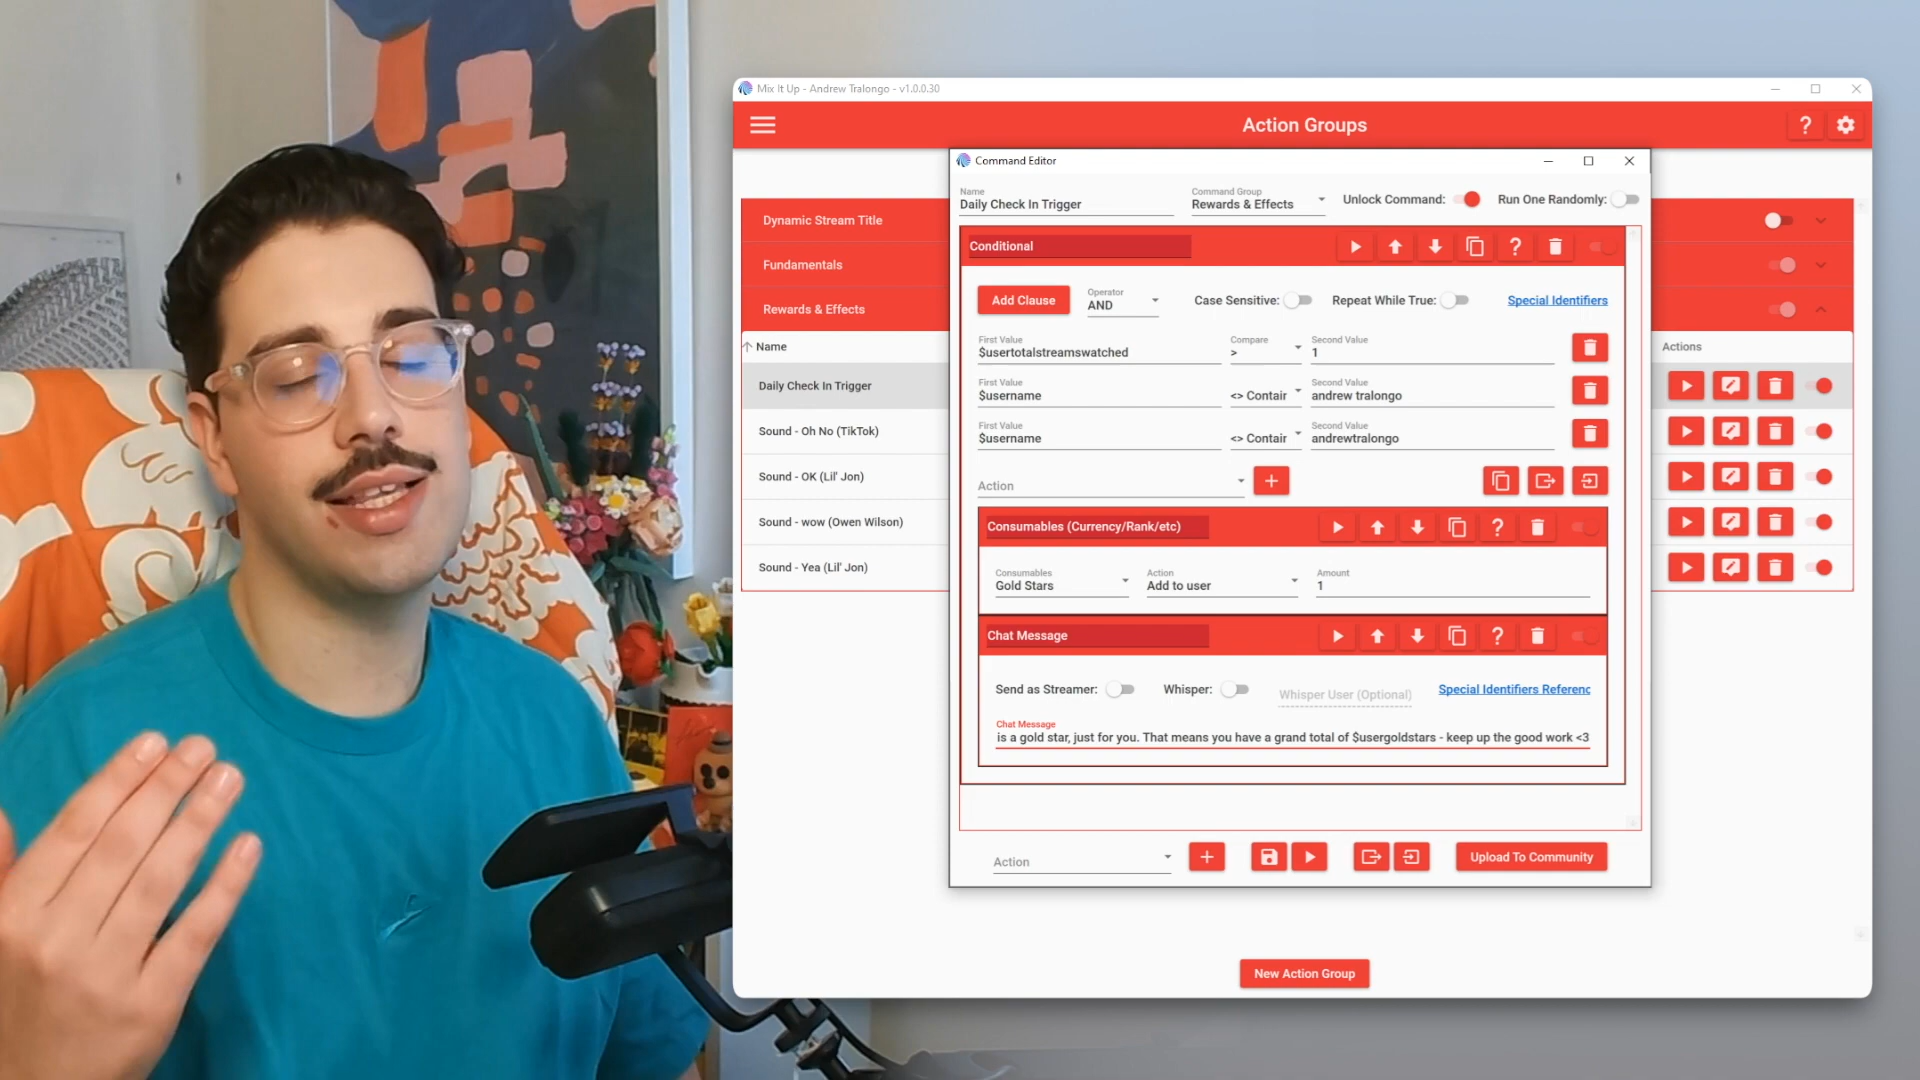 Mix It Up - Andrew Tralongo - v1.0.0.30
Action Groups
?
Command Editor
Name
Daily Check In Trigger
Command Group
Rewards & Effects
Unlock Command:
Run One Randomly:
Dynamic Stream Title
Fundamentals
Rewards & Effects
Name
Actions
Daily Check In Trigger
Sound - Oh No (TikTok)
Sound - OK (Lil' Jon)
Sound - wow (Owen Wilson)
Sound - Yea (Lil' Jon)
Conditional
?
Add Clause
Operator
AND
Case Sensitive:
Repeat While True:
Special Identifiers
First Value
$usertotalstreamswatched
Compare
>
Second Value
1
First Value
$username
<> Contair
Second Value
andrew tralongo
First Value
$username
<> Contair
Second Value
andrewtralongo
Action
Consumables (Currency/Rank/etc)
?
Consumables
Gold Stars
Action
Add to user
Amount
1
Chat Message
?
Send as Streamer:
Whisper:
Whisper User (Optional)
Special Identifiers Referenc
Chat Message
is a gold star, just for you. That means you have a grand total of $usergoldstars - keep up the good work <3
Action
Upload To Community
New Action Group